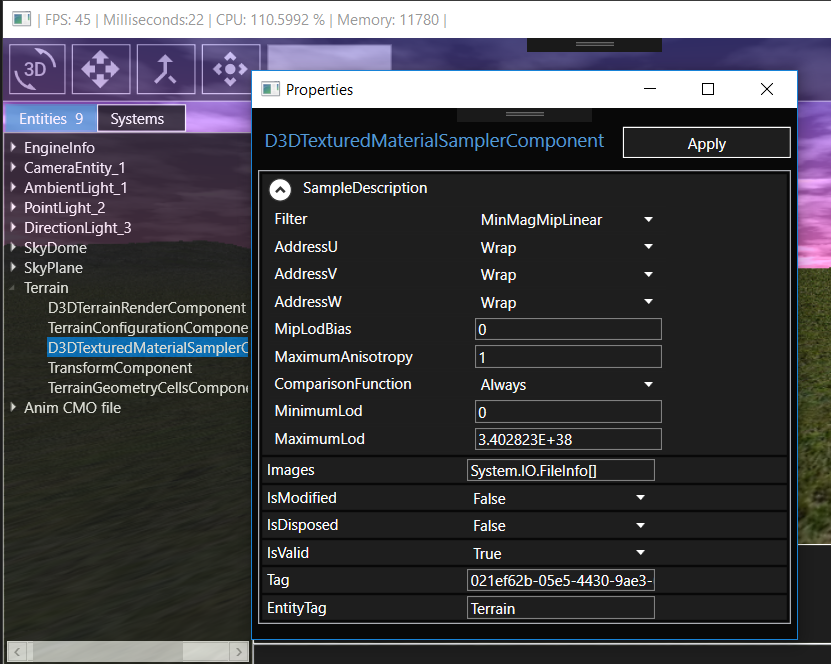 | FPS: 45 | Milliseconds:22 | CPU: 110.5992 % | Memory: 11780 |
3D
Entities 9 Systems
EngineInfo
CameraEntity_1
AmbientLight_1
PointLight_2
DirectionLight_3
SkyDome
SkyPlane
Terrain
D3DTerrainRenderComponent
TerrainConfigurationCompone
D3DTexturedMaterialSamplerC
TransformComponent
TerrainGeometryCellsCompone
Anim CMO file
Properties
D3DTexturedMaterialSamplerComponent Apply
SampleDescription
Filter MinMagMipLinear
AddressU Wrap
AddressV Wrap
AddressW Wrap
MipLodBias 0
MaximumAnisotropy 1
ComparisonFunction Always
MinimumLod 0
MaximumLod 3.402823E+38
Images System.IO.FileInfo[]
IsModified False
IsDisposed False
IsValid True
Tag 021ef62b-05e5-4430-9ae3-
EntityTag Terrain